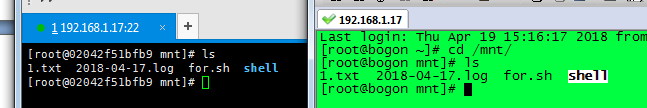 1 192.168.1.17:22
[root@02042f51bfb9 mnt]# ls
1.txt  2018-04-17.log  for.sh  shell
[root@02042f51bfb9 mnt]#
192.168.1.17
Last login: Thu Apr 19 15:16:17 2018 from
[root@bogon ~]# cd /mnt/
[root@bogon mnt]# ls
1.txt  2018-04-17.log  for.sh  shell
[root@bogon mnt]#